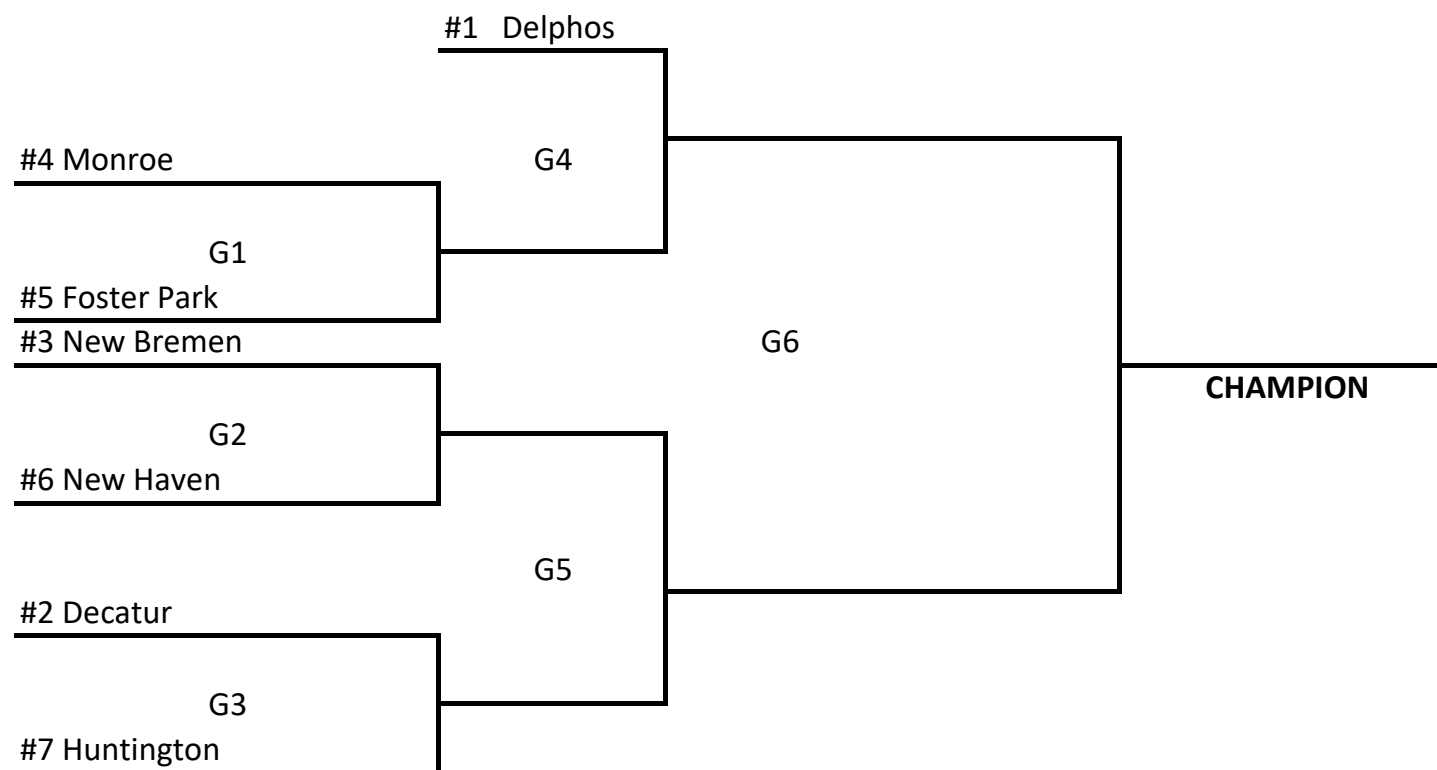 #1 Delphos
#4 Monroe
G4
G1
#5 Foster Park
#3 New Bremen
G6
CHAMPION
G2
#6 New Haven
G5
#2 Decatur
G3
#7 Huntington